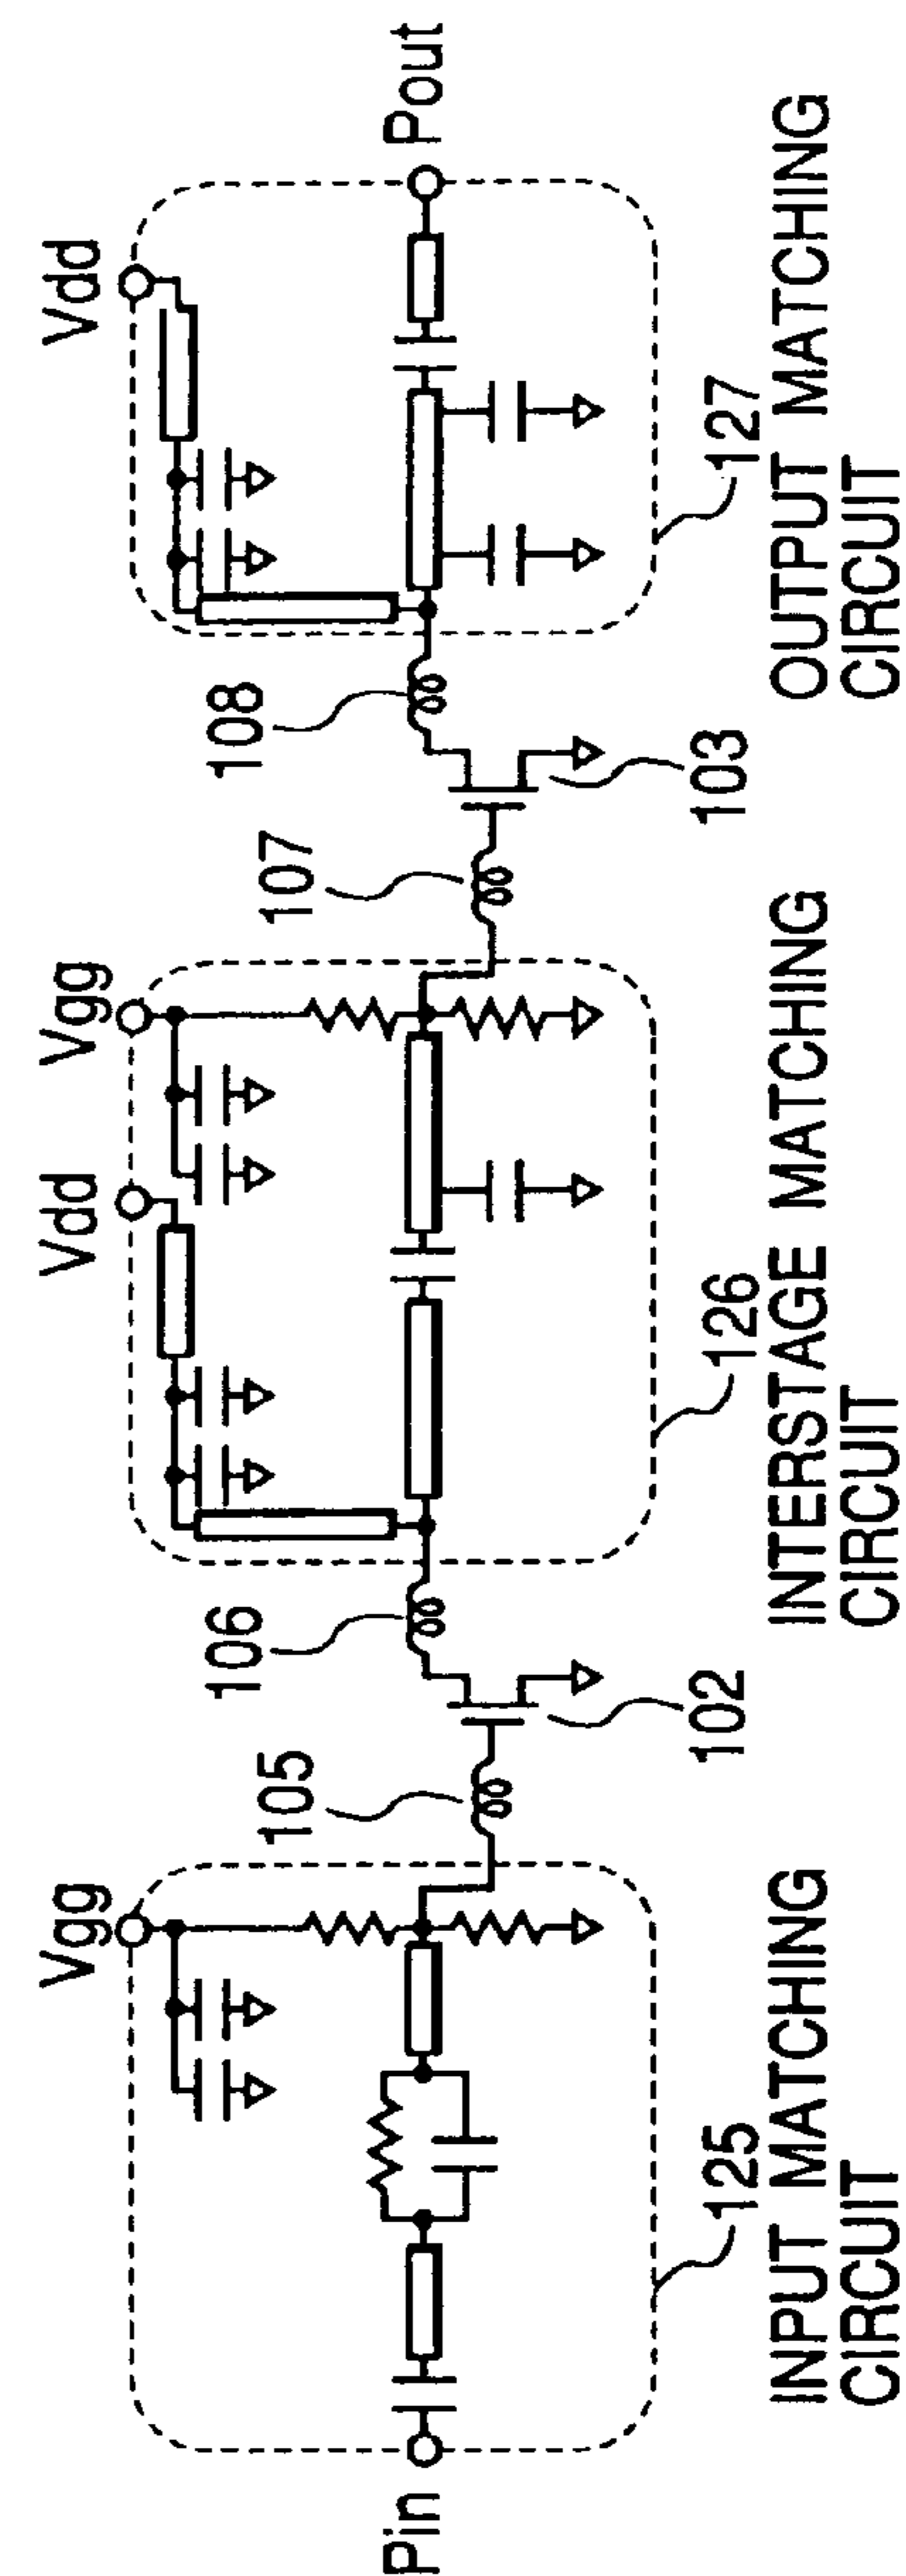 Vgg
Vdd
Vgg
Vdd
105
106
107
108
Pin
Pout
102
103
125
INPUT MATCHING
CIRCUIT
126
INTERSTAGE MATCHING
CIRCUIT
127
OUTPUT MATCHING
CIRCUIT